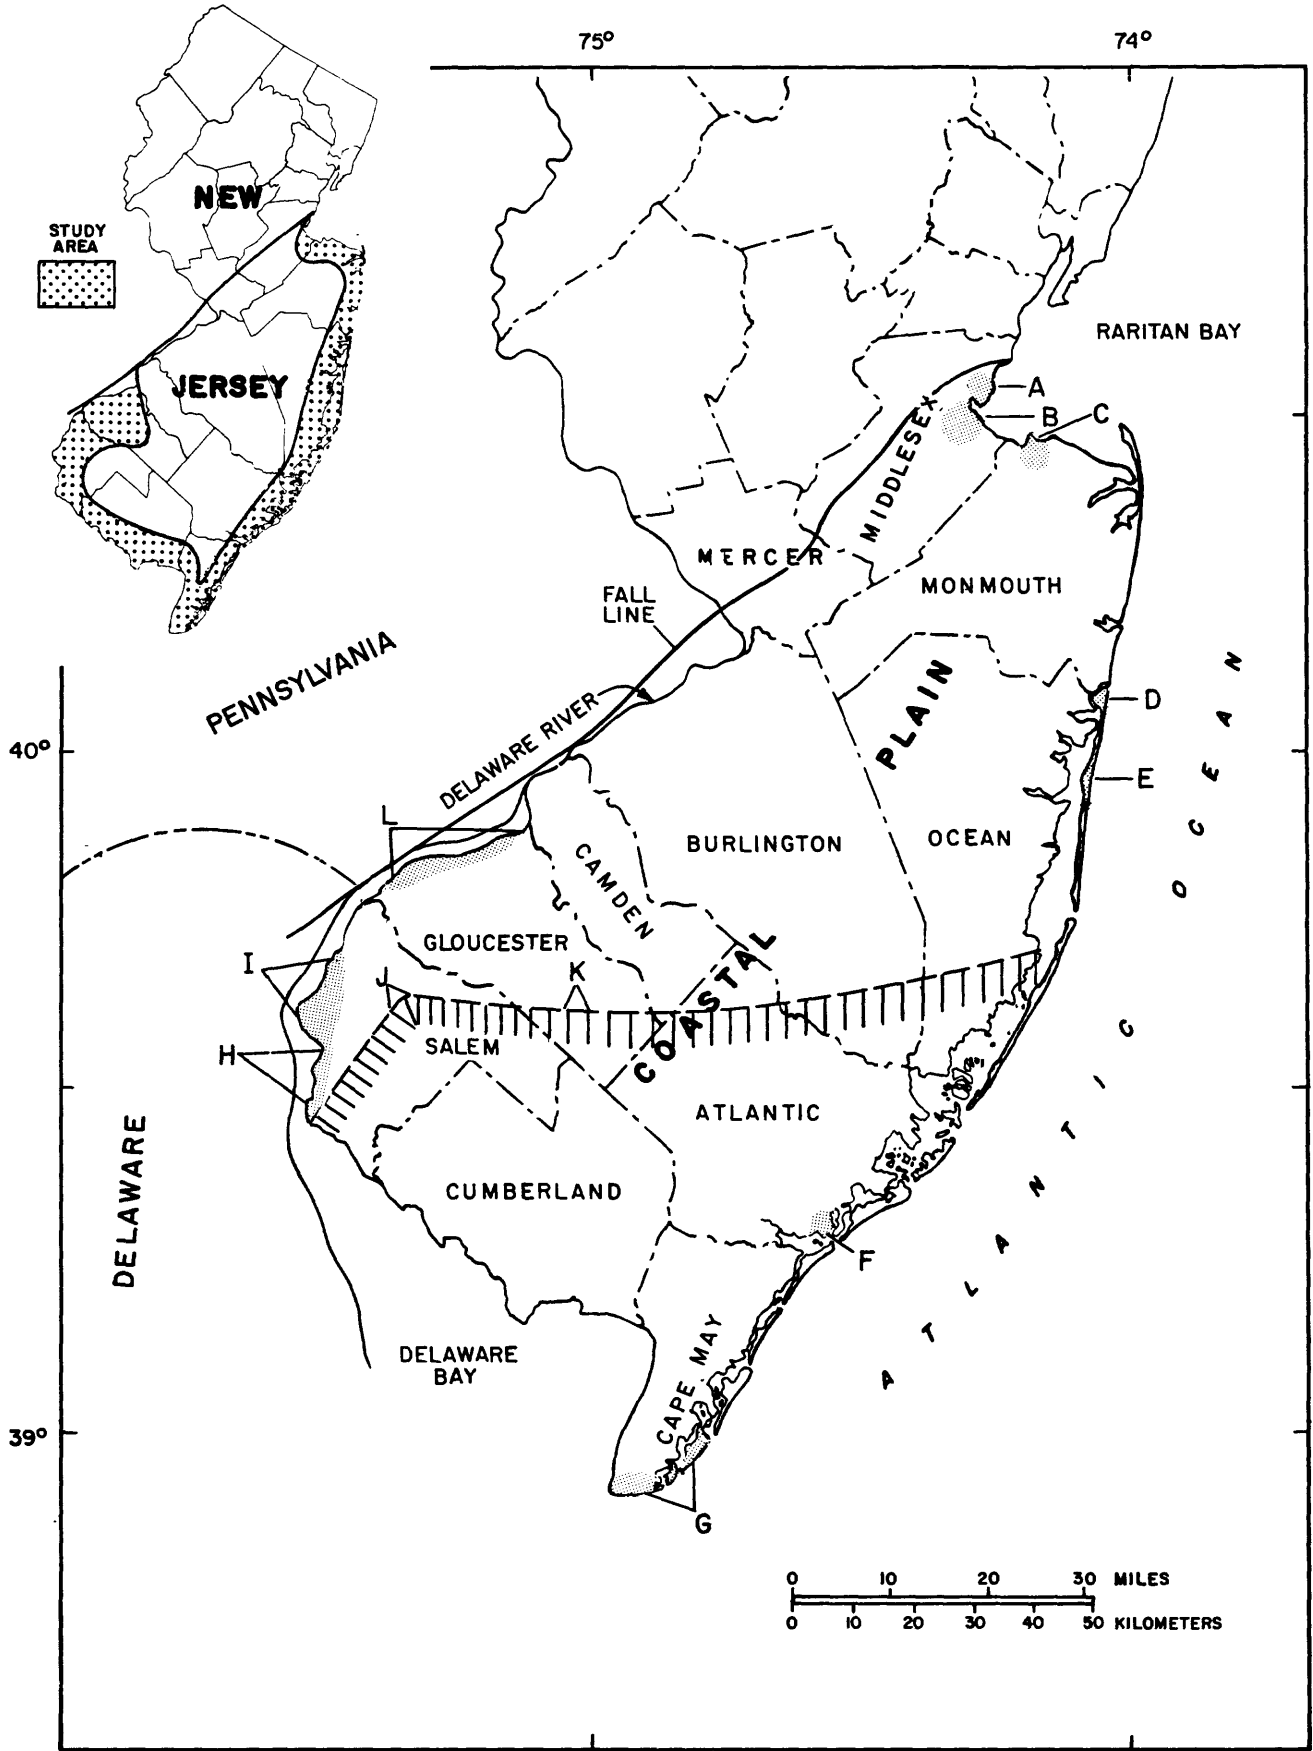 75°
74°
NEW
STUDY
AREA
JERSEY
RARITAN BAY
A
B
C
MIDDLESEX
MERCER
MONMOUTH
FALL
LINE
PENNSYLVANIA
PLAIN
D
40°
DELAWARE RIVER
E
L
BURLINGTON
OCEAN
CAMDEN
GLOUCESTER
I
J
K
COASTAL
H
SALEM
ATLANTIC
DELAWARE
CUMBERLAND
F
ATLANTIC OCEAN
DELAWARE
BAY
CAPE MAY
39°
G
0 10 20 30 MILES
0 10 20 30 40 50 KILOMETERS